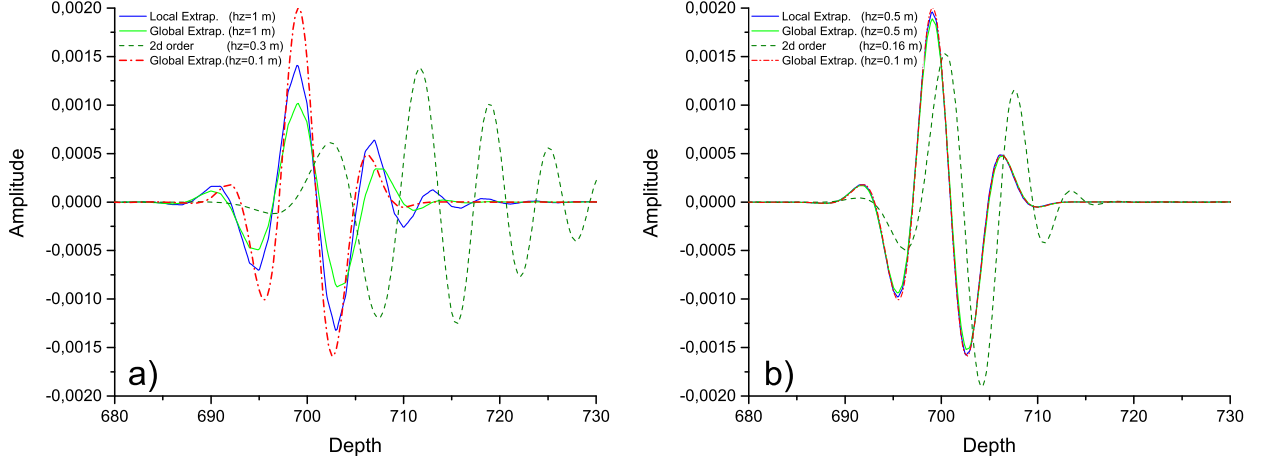 0,0020
0,0015
0,0010
0,0005
0,0000
-0,0005
-0,0010
-0,0015
-0,0020
Amplitude
Local Extrap. (hz=1 m)
Global Extrap. (hz=1 m)
2d order (hz=0.3 m)
Global Extrap.(hz=0.1 m)
a)
680 690 700 710 720 730
Depth
0,0020
0,0015
0,0010
0,0005
0,0000
-0,0005
-0,0010
-0,0015
-0,0020
Amplitude
Local Extrap. (hz=0.5 m)
Global Extrap. (hz=0.5 m)
2d order (hz=0.16 m)
Global Extrap. (hz=0.1 m)
b)
680 690 700 710 720 730
Depth